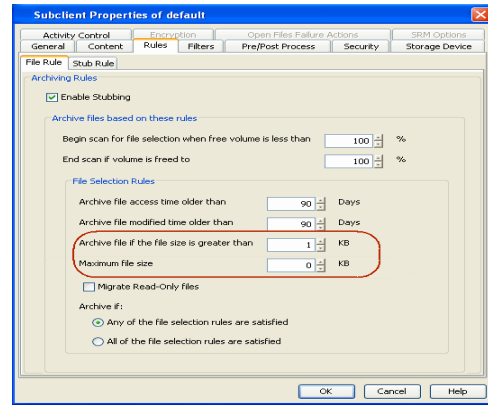 Subclient Properties of default
Activity Control Encryption Open Files Failure Actions SRM Options
General Content Rules Filters Pre/Post Process Security Storage Device
File Rule Stub Rule
Archiving Rules
Enable Stubbing
Archive files based on these rules
Begin scan for file selection when free volume is less than 100 %
End scan if volume is freed to 100 %
File Selection Rules
Archive file access time older than 90 Days
Archive file modified time older than 90 Days
Archive file if the file size is greater than 1 KB
Maximum file size 0 KB
Migrate Read-Only files
Archive if:
Any of the file selection rules are satisfied
All of the file selection rules are satisfied
OK Cancel Help